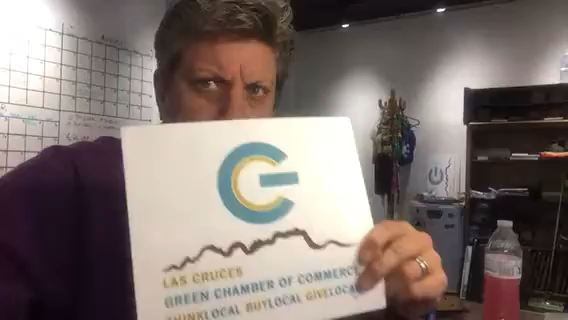 LAS CRUCES
GREEN CHAMBER OF COMMERCE
THINKLOCAL BUYLOCAL GIVELOCAL